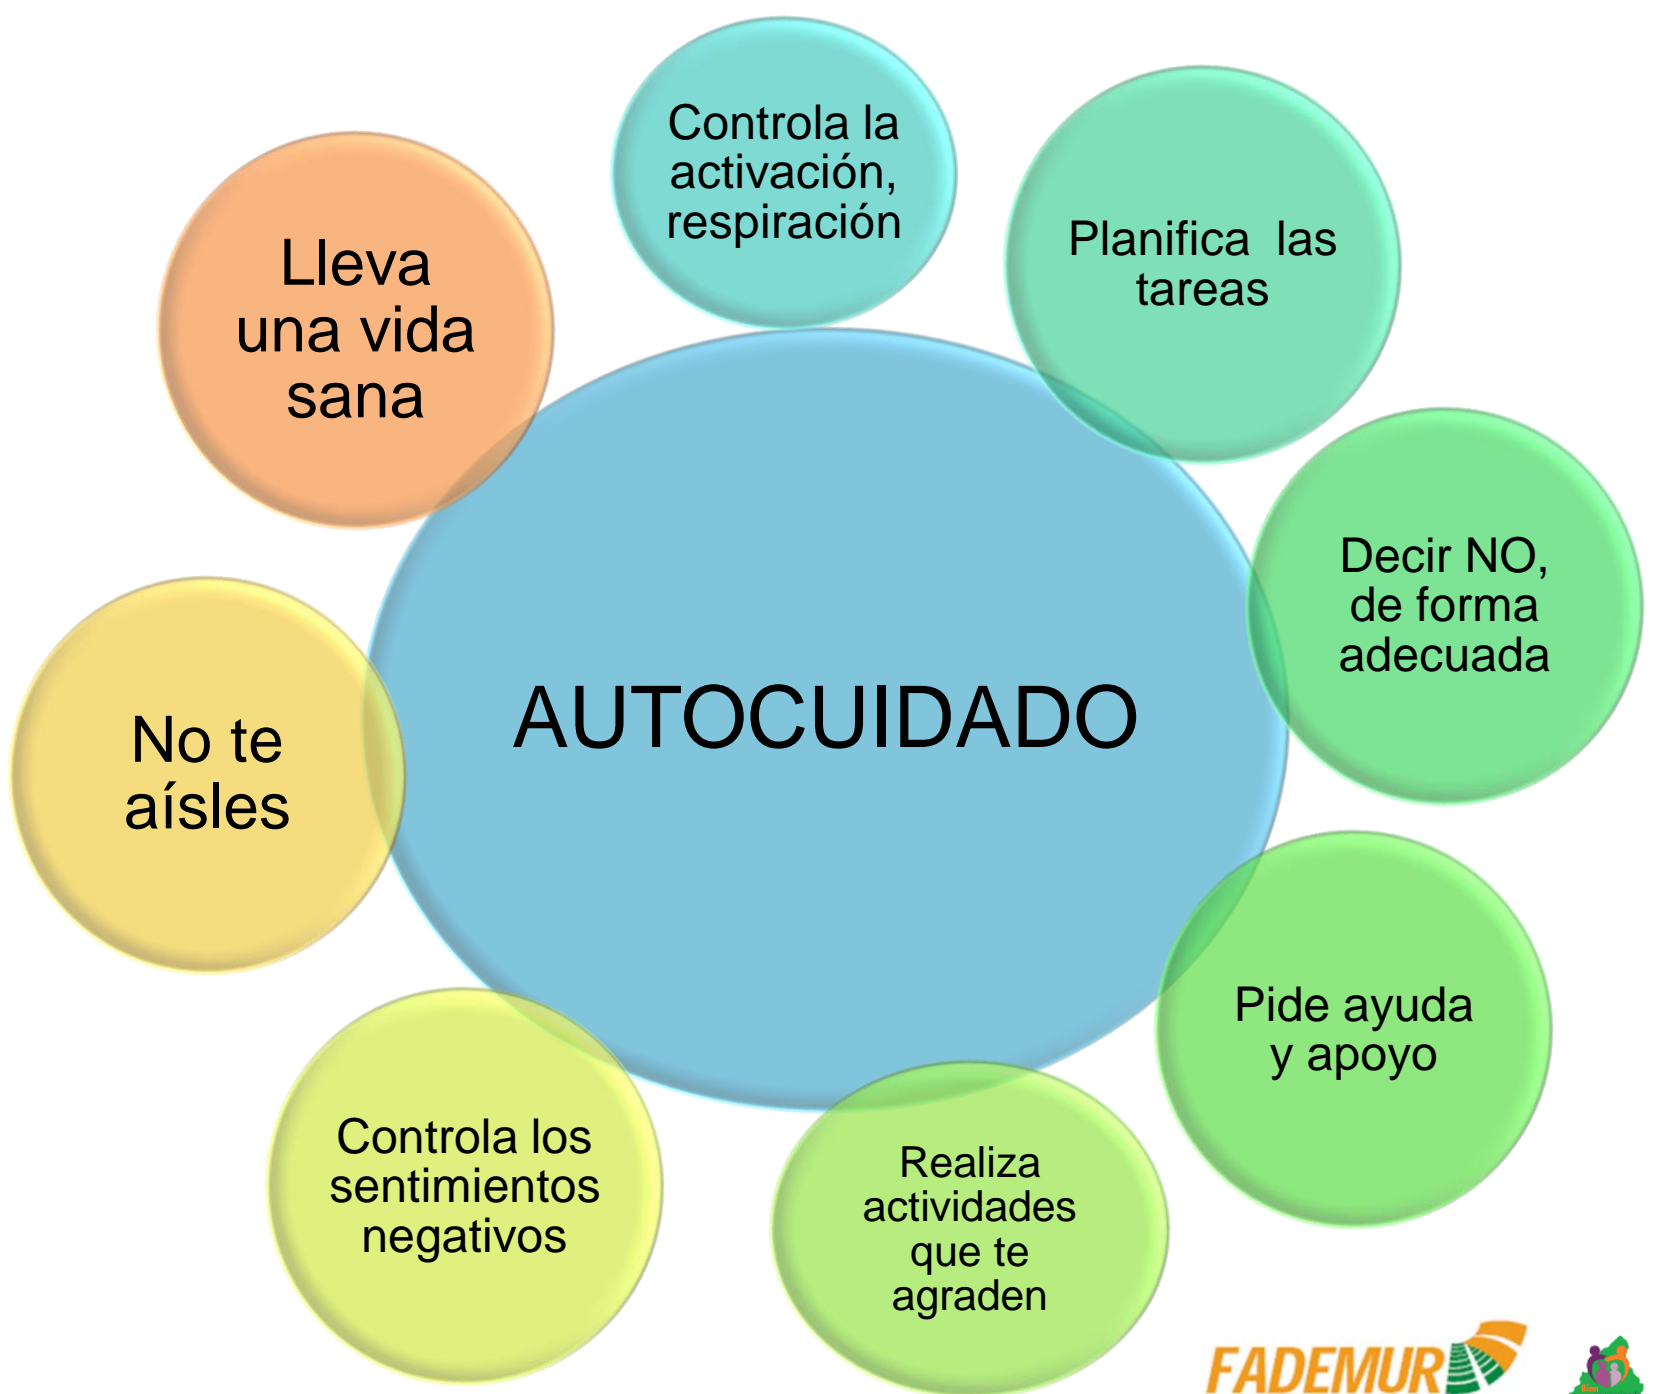 Controla la
activación,
respiración
Planifica las
tareas
Decir NO,
de forma
adecuada
Pide ayuda
y apoyo
Realiza
actividades
que te
agraden
Controla los
sentimientos
negativos
No te
aísles
Lleva
una vida
sana
AUTOCUIDADO
FADEMUR
Bien